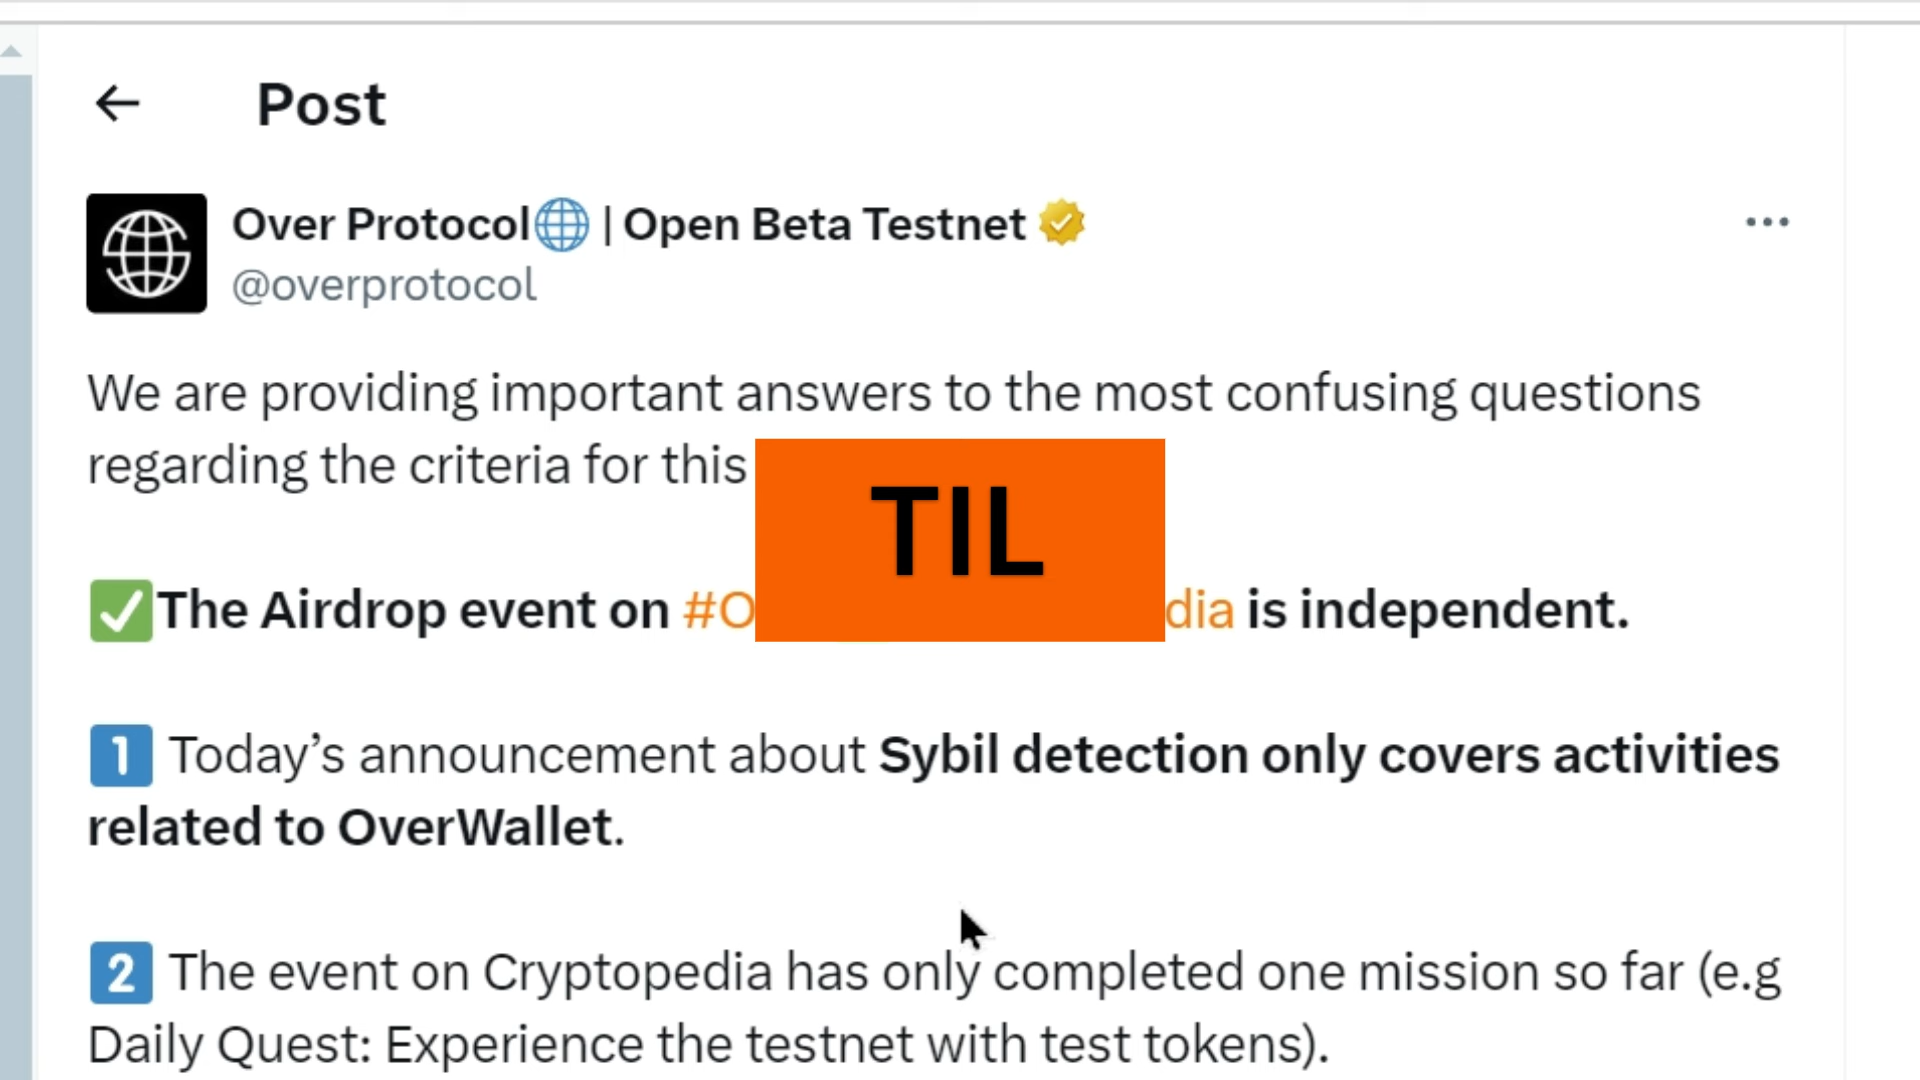 Post
Over Protocol🌐 | Open Beta Testnet
@overprotocol
We are providing important answers to the most confusing questions
regarding the criteria for this
TIL
✅The Airdrop event on is independent.
1️⃣ Today’s announcement about Sybil detection only covers activities
related to OverWallet.
2️⃣ The event on Cryptopedia has only completed one mission so far (e.g
Daily Quest: Experience the testnet with test tokens).